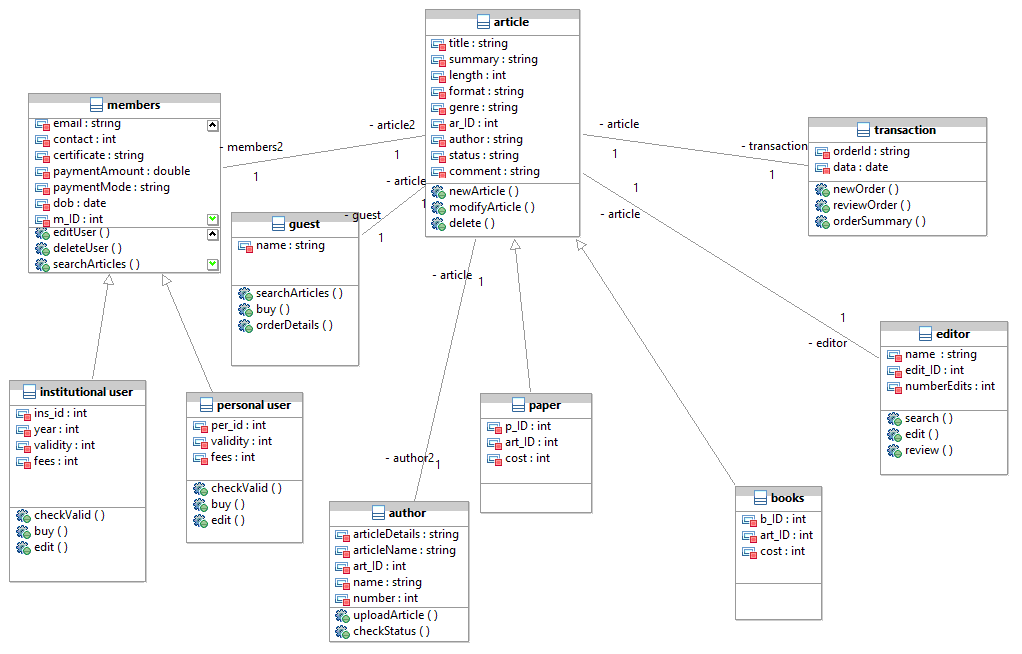 article
title : string
summary : string
length : int
format : string
genre : string
ar_ID : int
author : string
status : string
comment : string
newArticle ( )
modifyArticle ( )
delete ( )
members
email : string
contact : int
certificate : string
paymentAmount : double
paymentMode : string
dob : date
m_ID : int
editUser ( )
deleteUser ( )
searchArticles ( )
- members2
1
- article2
1
- article
1
- guest
1
guest
name : string
searchArticles ( )
buy ( )
orderDetails ( )
- article
1
- transaction
1
transaction
orderId : string
data : date
newOrder ( )
reviewOrder ( )
orderSummary ( )
1
- article
1
- editor
editor
name : string
edit_ID : int
numberEdits : int
search ( )
edit ( )
review ( )
- article
1
- author2
1
institutional user
ins_id : int
year : int
validity : int
fees : int
checkValid ( )
buy ( )
edit ( )
personal user
per_id : int
validity : int
fees : int
checkValid ( )
buy ( )
edit ( )
author
articleDetails : string
articleName : string
art_ID : int
name : string
number : int
uploadArticle ( )
checkStatus ( )
paper
p_ID : int
art_ID : int
cost : int
books
b_ID : int
art_ID : int
cost : int